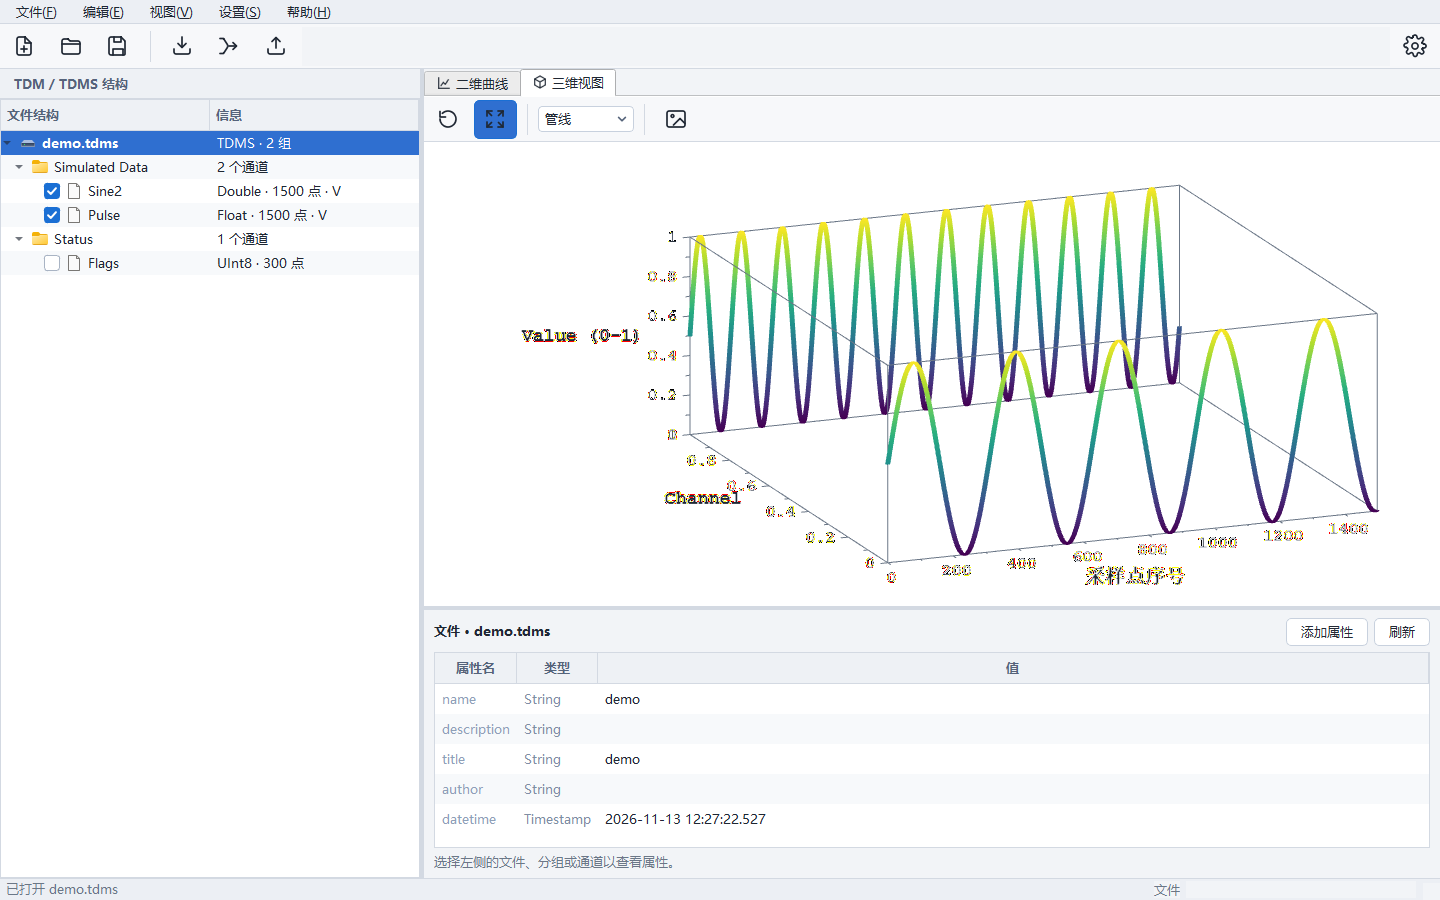 文件(F) 编辑(E) 视图(V) 设置(S) 帮助(H)
TDM / TDMS 结构
文件结构 信息
demo.tdms TDMS · 2 组
Simulated Data 2 个通道
Sine2 Double · 1500 点 · V
Pulse Float · 1500 点 · V
Status 1 个通道
Flags UInt8 · 300 点
二维曲线 三维视图
管线
1
0.8
0.6
Value (0-1)
0.4
0.2
0
0.8
0.6
Channel
0.4
0.2
0
0 200 400 600 800 1000 1200 1400
采样点序号
文件 • demo.tdms 添加属性 刷新
属性名 类型 值
name String demo
description String
title String demo
author String
datetime Timestamp 2026-11-13 12:27:22.527
选择左侧的文件、分组或通道以查看属性。
已打开 demo.tdms 文件